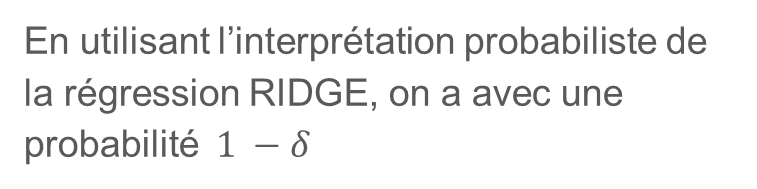 En utilisant l’interprétation probabiliste de
la régression RIDGE, on a avec une
probabilité 1 − δ